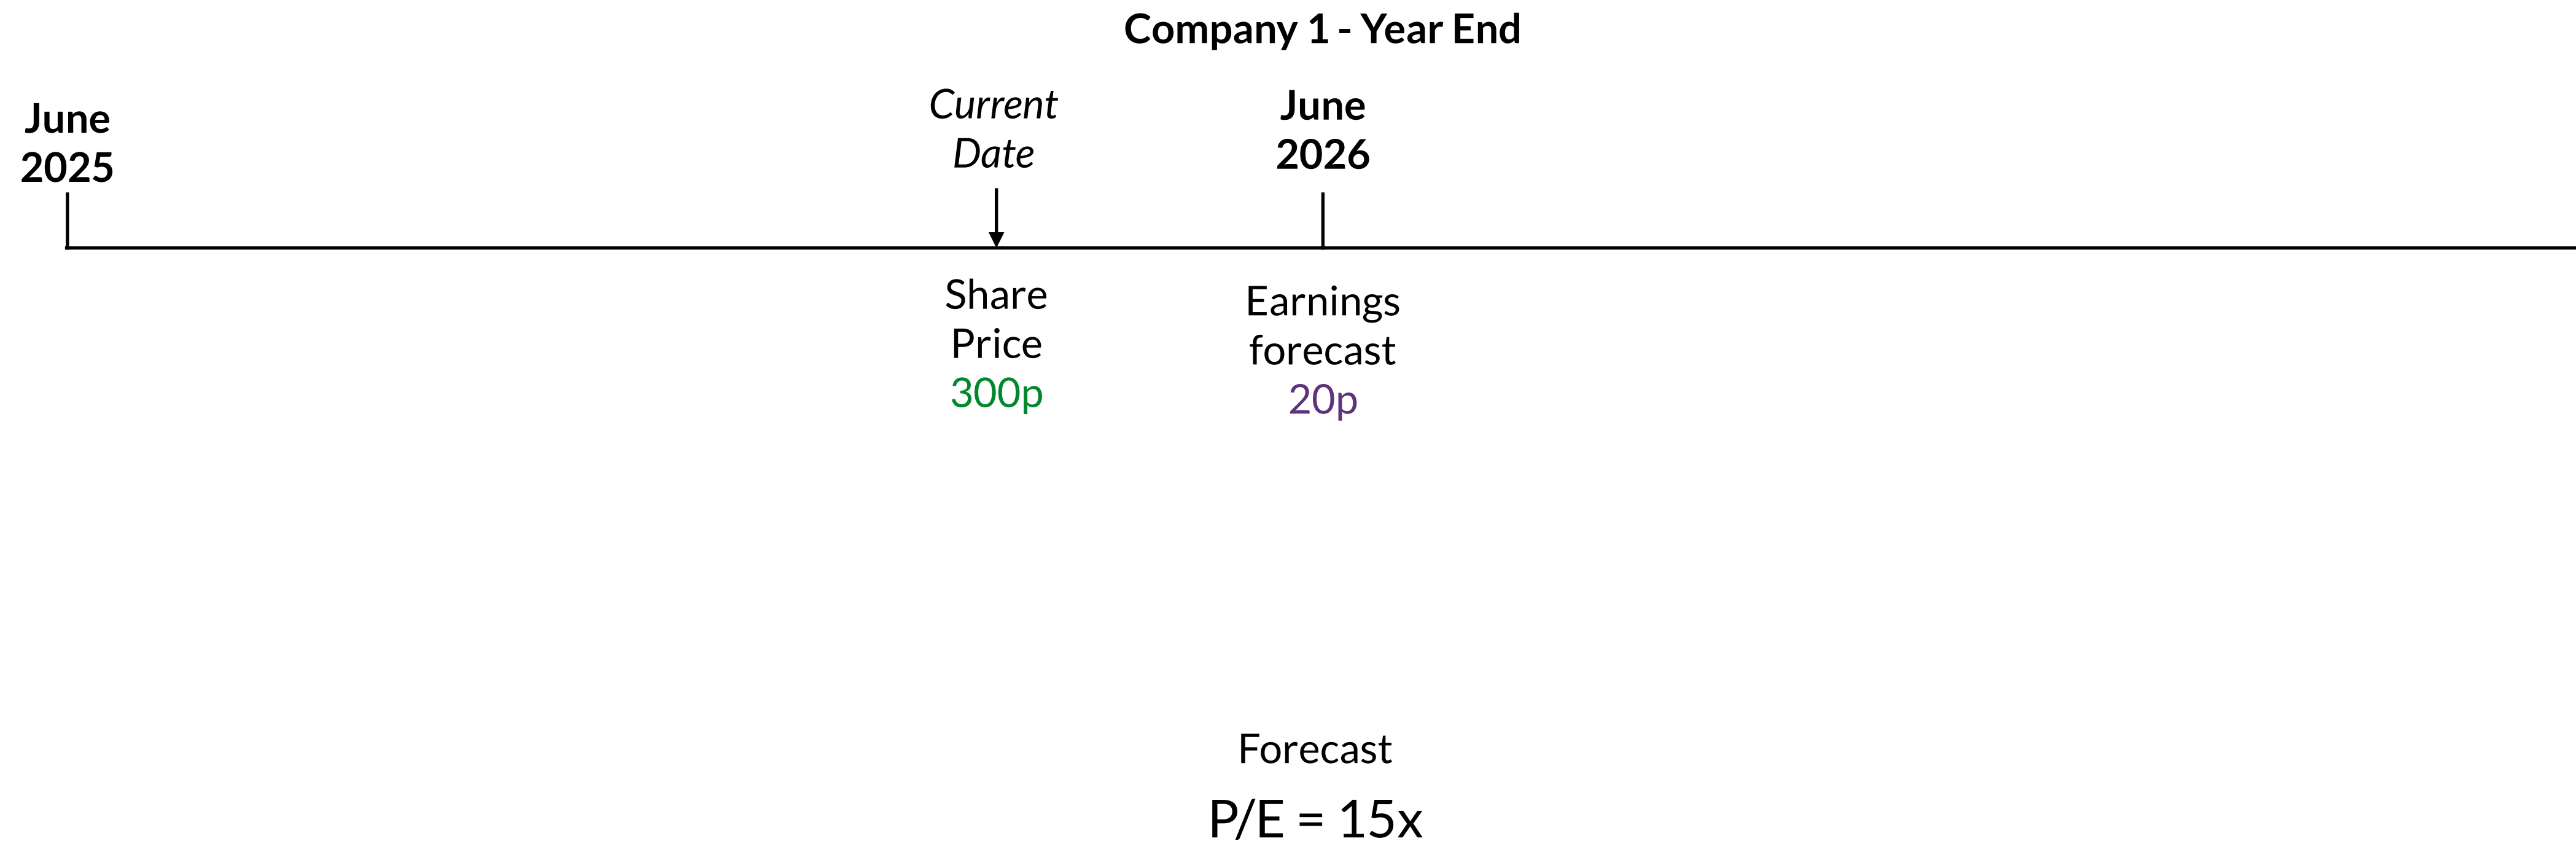 Company 1 - Year End
June
2025
Current
Date
June
2026
Share
Price
300p
Earnings
forecast
20p
Forecast
P/E = 15x